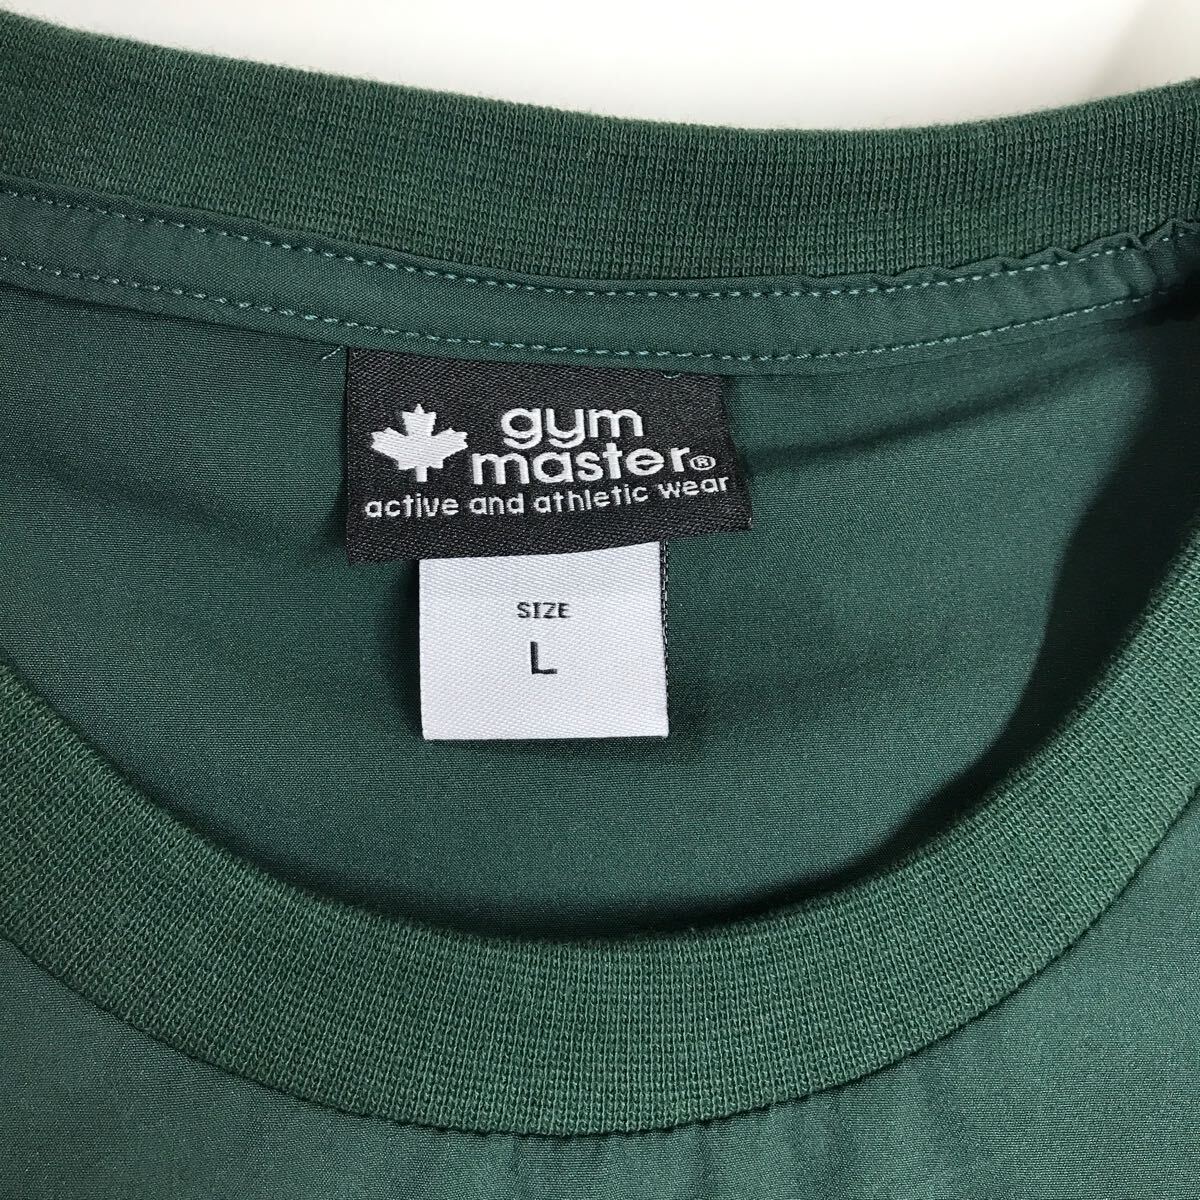 gym
master®
active and athletic wear
SIZE
L